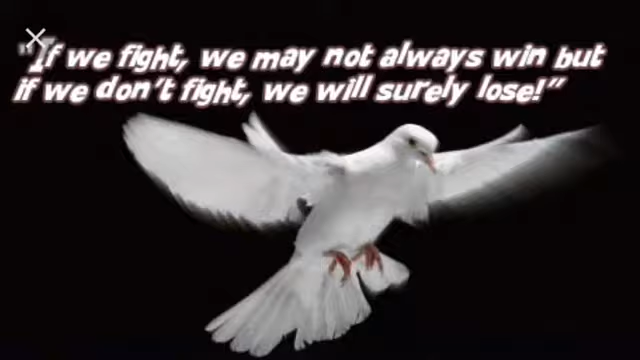 "If we fight, we may not always win but
if we don't fight, we will surely lose!"